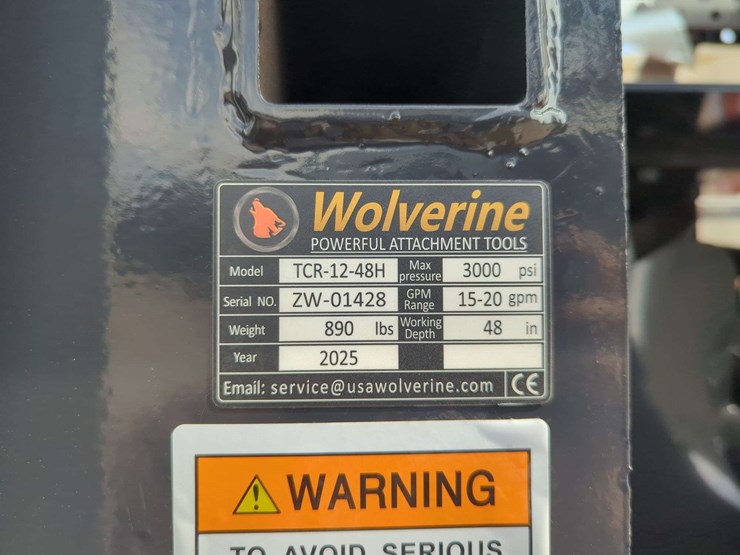 Wolverine
POWERFUL ATTACHMENT TOOLS
Model TCR-12-48H Max pressure 3000 psi
Serial NO. ZW-01428 GPM Range 15-20 gpm
Weight 890 lbs Working Depth 48 in
Year 2025
Email: service@usawolverine.com CE
WARNING
TO AVOID SERIOUS